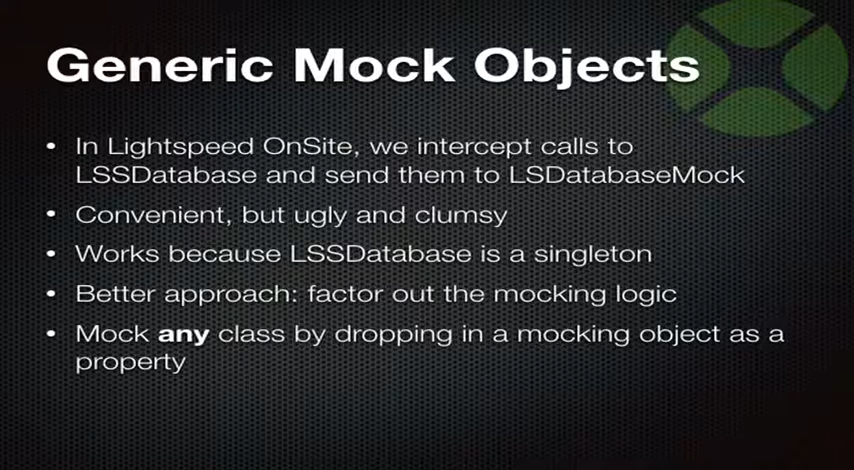 Generic Mock Objects
• In Lightspeed OnSite, we intercept calls to
LSSDatabase and send them to LSDatabaseMock
• Convenient, but ugly and clumsy
• Works because LSSDatabase is a singleton
• Better approach: factor out the mocking logic
• Mock any class by dropping in a mocking object as a
property